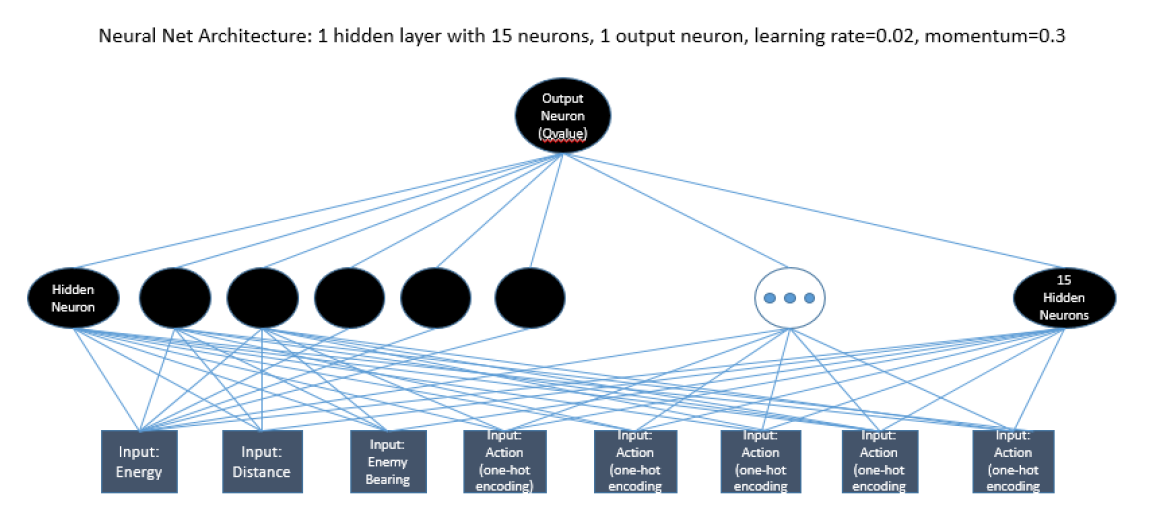 Neural Net Architecture: 1 hidden layer with 15 neurons, 1 output neuron, learning rate=0.02, momentum=0.3
Output
Neuron
(Qvalue)
Hidden
Neuron
15
Hidden
Neurons
Input:
Energy
Input:
Distance
Input:
Enemy
Bearing
Input:
Action
(one-hot
encoding)
Input:
Action
(one-hot
encoding
Input:
Action
(one-hot
encoding
Input:
Action
(one-hot
encoding
Input:
Action
(one-hot
encoding